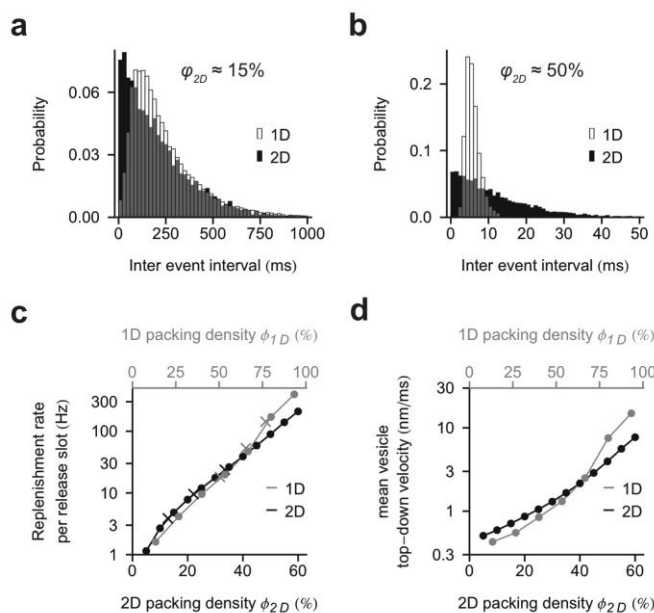 a
φ2D ≈ 15%
1D
2D
Probability
0.06
0.03
0.00
0 250 500 750 1000
Inter event interval (ms)
b
φ2D ≈ 50%
1D
2D
Probability
0.2
0.1
0.0
0 10 20 30 40 50
Inter event interval (ms)
c
1D packing density ϕ1D (%)
0 25 50 75 100
Replenishment rate
per release slot (Hz)
300
100
30
10
3
1
1D
2D
0 20 40 60
2D packing density ϕ2D (%)
d
1D packing density ϕ1D (%)
0 25 50 75 100
mean vesicle
top−down velocity (nm/ms)
30
10
3
1
0.3
1D
2D
0 20 40 60
2D packing density ϕ2D (%)